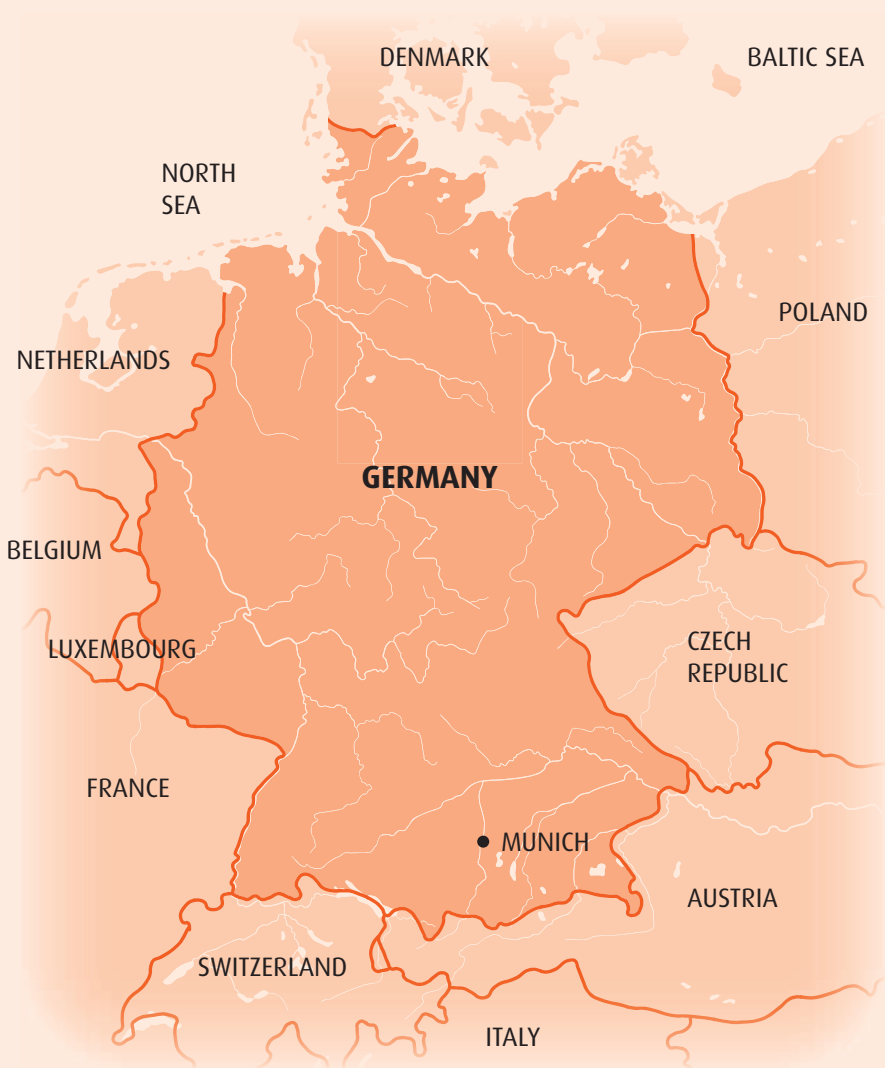 DENMARK
BALTIC SEA
NORTH
SEA
POLAND
NETHERLANDS
GERMANY
BELGIUM
LUXEMBOURG
CZECH
REPUBLIC
FRANCE
MUNICH
AUSTRIA
SWITZERLAND
ITALY